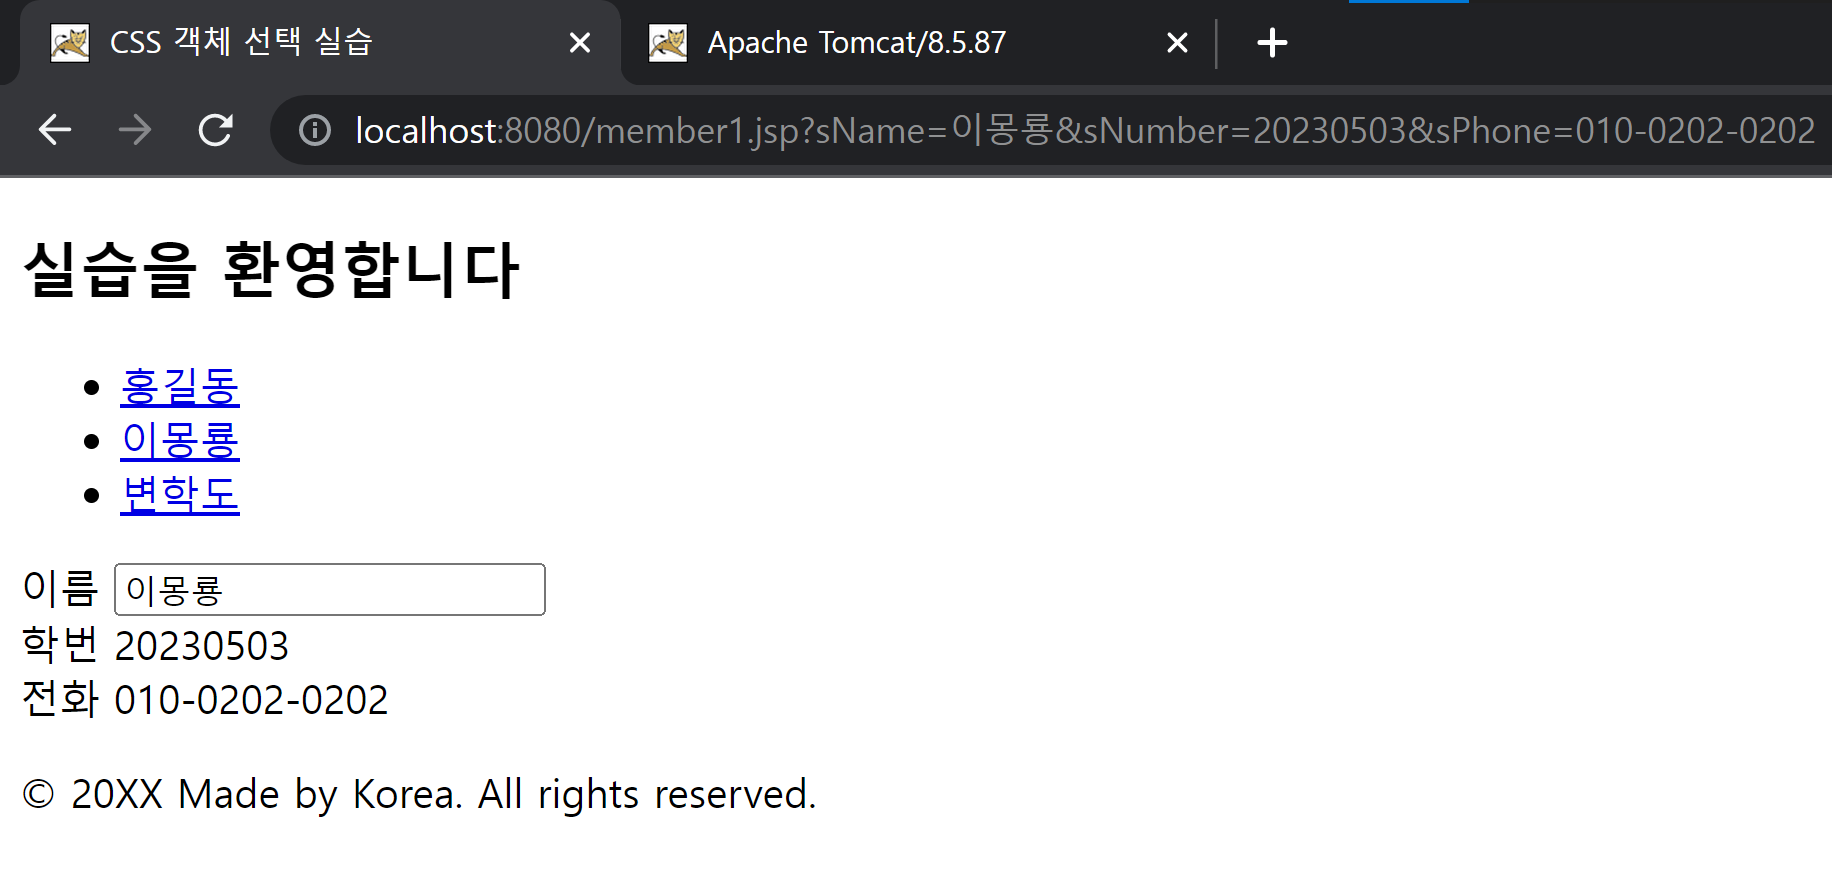 CSS 객체 선택 실습
Apache Tomcat/8.5.87
localhost:8080/member1.jsp?sName=이몽룡&sNumber=20230503&sPhone=010-0202-0202
실습을 환영합니다
홍길동
이몽룡
변학도
이름 이몽룡
학번 20230503
전화 010-0202-0202
© 20XX Made by Korea. All rights reserved.